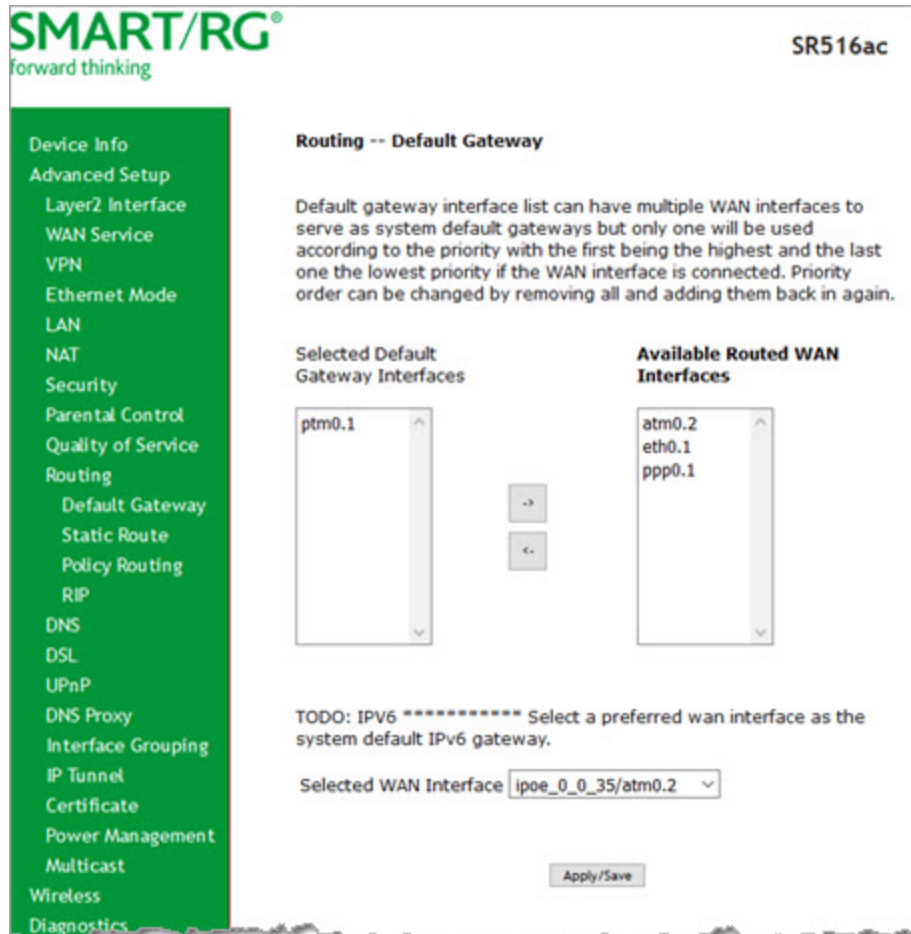 SMART/RG®
forward thinking
SR516ac
Device Info
Advanced Setup
Layer2 Interface
WAN Service
VPN
Ethernet Mode
LAN
NAT
Security
Parental Control
Quality of Service
Routing
Default Gateway
Static Route
Policy Routing
RIP
DNS
DSL
UPnP
DNS Proxy
Interface Grouping
IP Tunnel
Certificate
Power Management
Multicast
Wireless
Diagnostics
Routing -- Default Gateway
Default gateway interface list can have multiple WAN interfaces to
serve as system default gateways but only one will be used
according to the priority with the first being the highest and the last
one the lowest priority if the WAN interface is connected. Priority
order can be changed by removing all and adding them back in again.
Selected Default
Gateway Interfaces
ptm0.1
->
<-
Available Routed WAN
Interfaces
atm0.2
eth0.1
ppp0.1
TODO: IPV6 *********** Select a preferred wan interface as the
system default IPv6 gateway.
Selected WAN Interface ipoe_0_0_35/atm0.2
Apply/Save